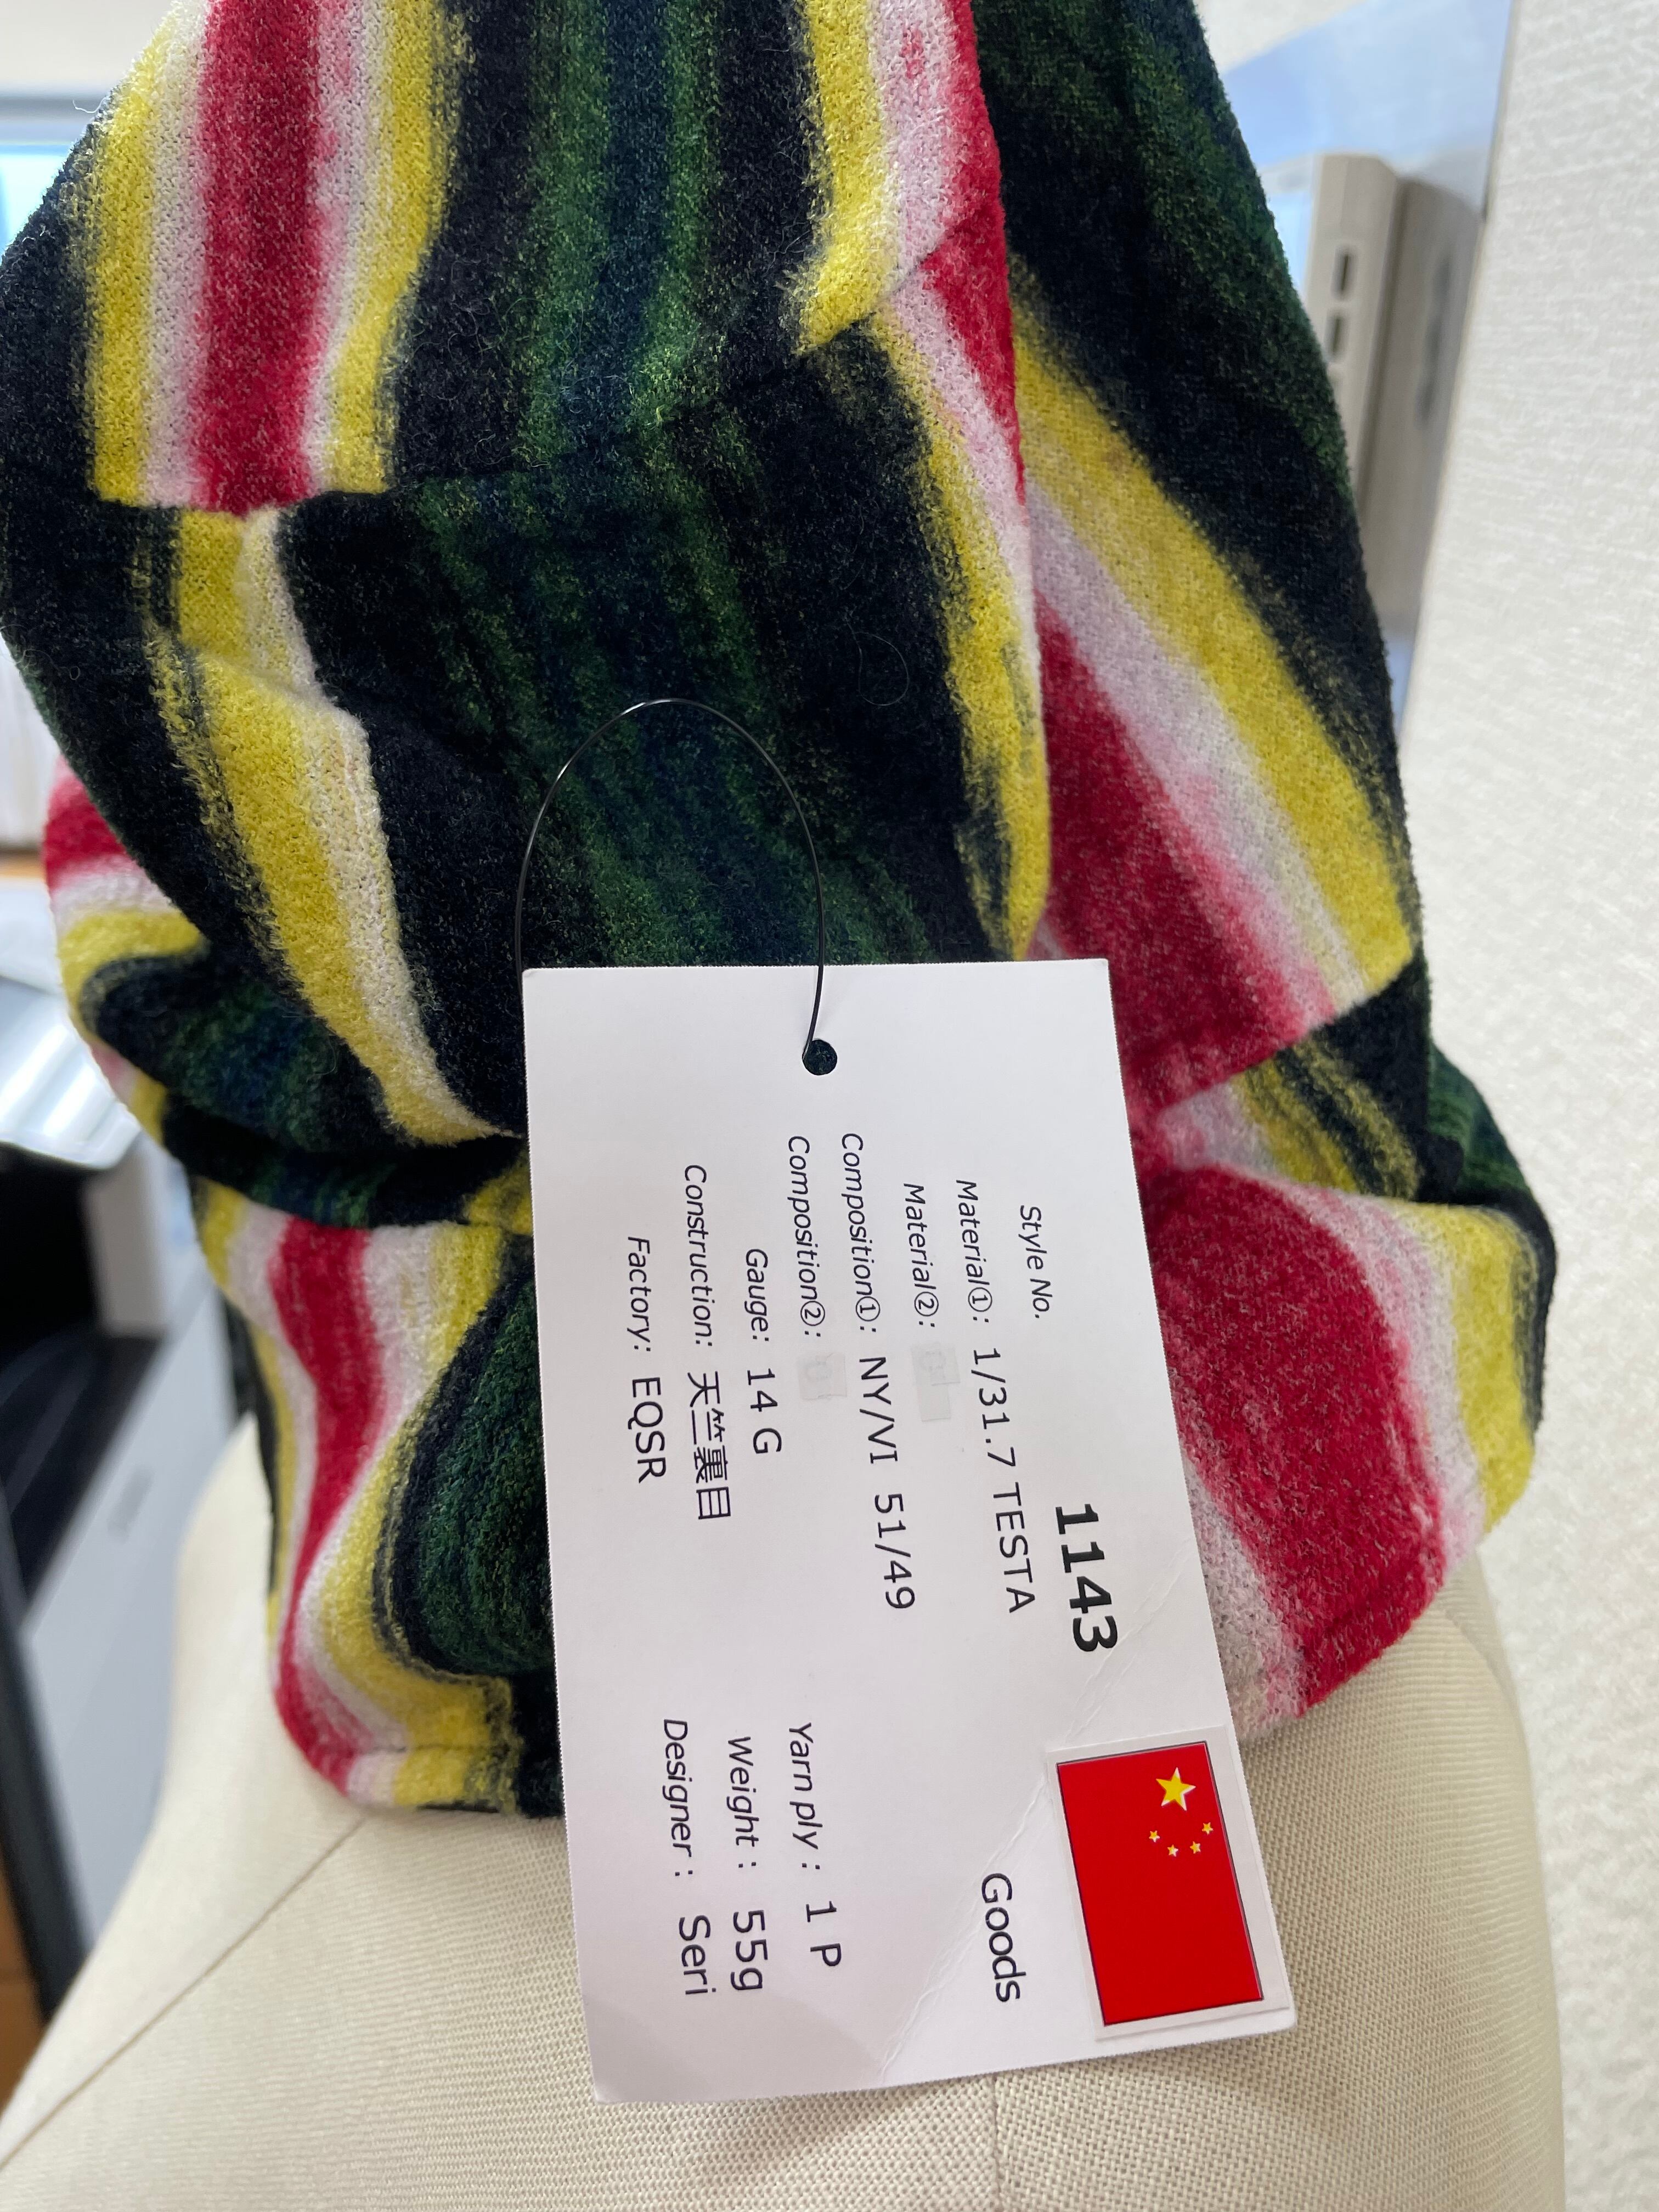 Style No. 1143
Material①: 1/31.7 TESTA
Goods
Material②:
Composition①: NY/VI 51/49
Composition②:
Gauge: 14 G
Yarn ply : 1 P
Construction: 天竺裏目
Weight : 55g
Factory: EQSR
Designer : Seri